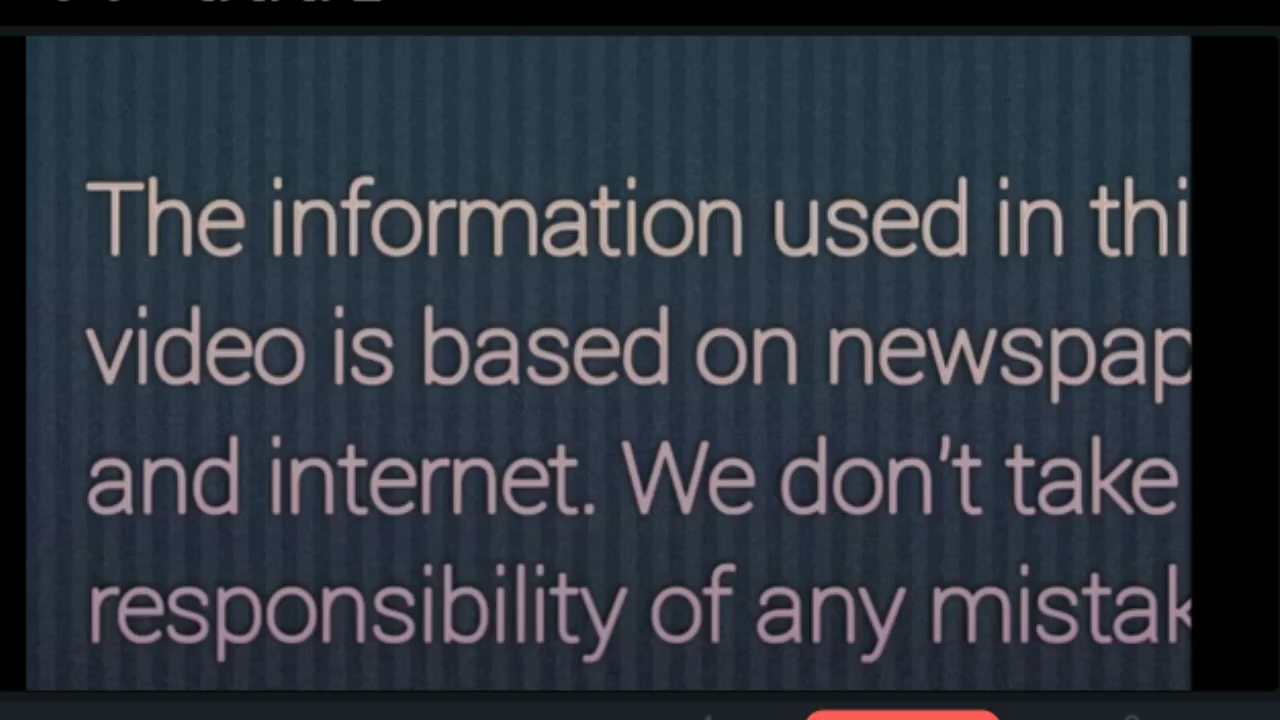 The information used in thi
video is based on newspap
and internet. We don't take
responsibility of any mistak